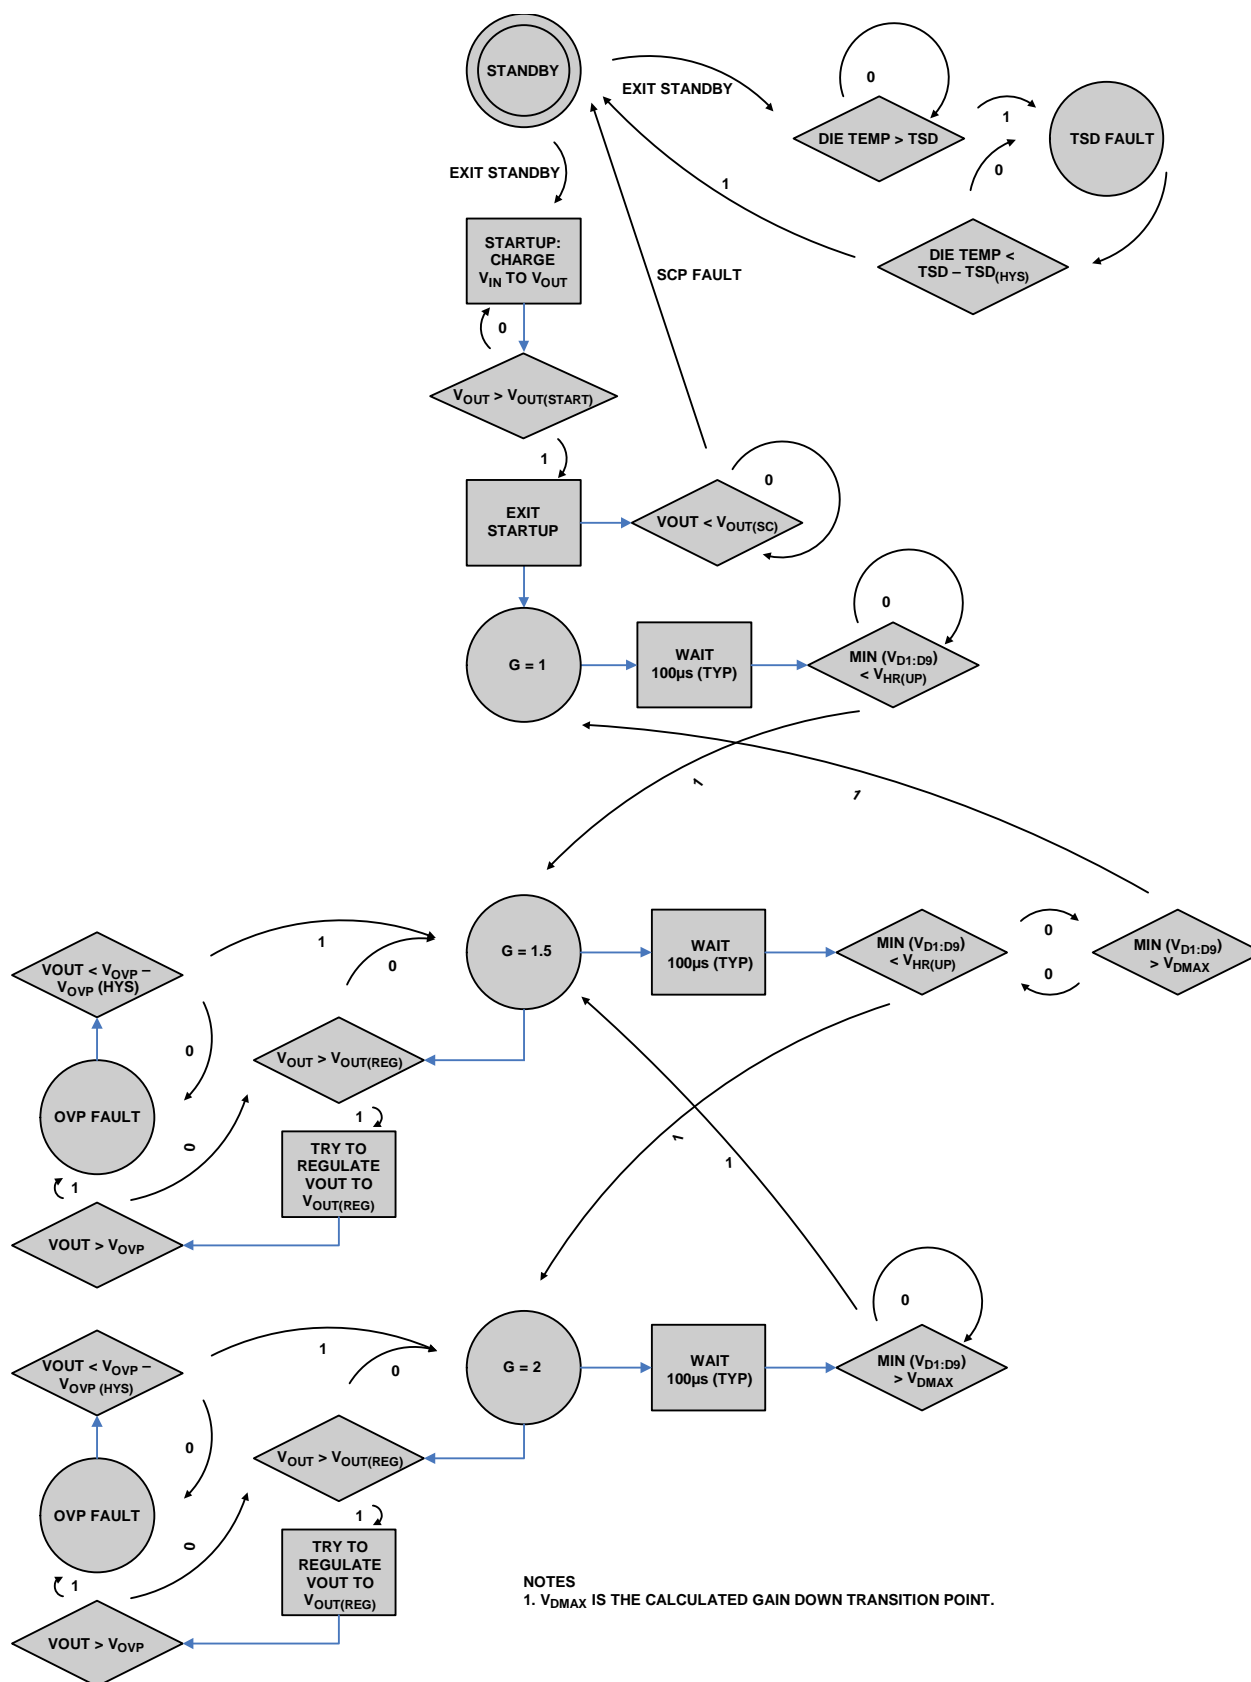 STANDBY
EXIT STANDBY
0
DIE TEMP > TSD
1
TSD FAULT
0
EXIT STANDBY
1
STARTUP:
CHARGE
VIN TO VOUT
DIE TEMP <
TSD – TSD(HYS)
SCP FAULT
0
VOUT > VOUT(START)
1
0
EXIT
STARTUP
VOUT < VOUT(SC)
0
G = 1
WAIT
100µs (TYP)
MIN (VD1:D9)
< VHR(UP)
1
1
VOUT < VOVP –
VOVP (HYS)
1
0
G = 1.5
WAIT
100µs (TYP)
MIN (VD1:D9)
< VHR(UP)
0
0
MIN (VD1:D9)
> VDMAX
0
VOUT > VOUT(REG)
OVP FAULT
0
1
TRY TO
REGULATE
VOUT TO
VOUT(REG)
1
VOUT > VOVP
1
1
0
VOUT < VOVP –
VOVP (HYS)
1
0
G = 2
WAIT
100µs (TYP)
MIN (VD1:D9)
> VDMAX
0
VOUT > VOUT(REG)
OVP FAULT
0
1
TRY TO
REGULATE
VOUT TO
VOUT(REG)
1
VOUT > VOVP
NOTES
1. VDMAX IS THE CALCULATED GAIN DOWN TRANSITION POINT.